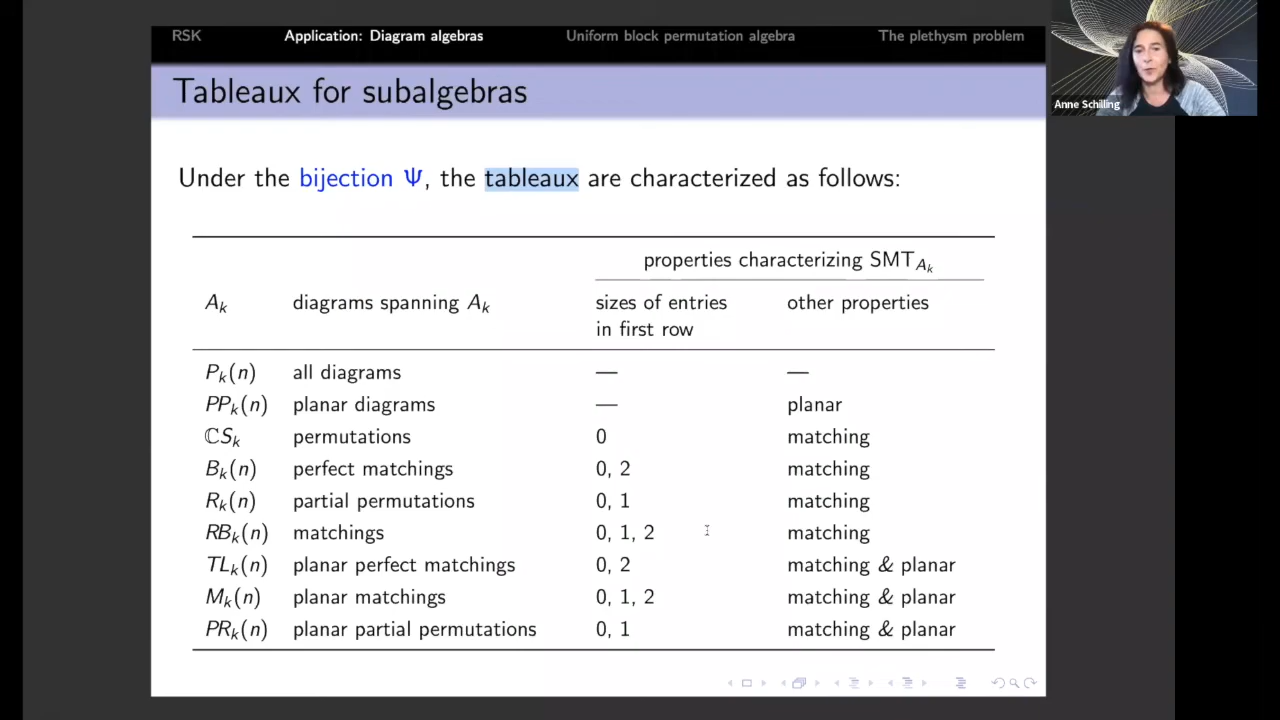 RSK Application: Diagram algebras Uniform block permutation algebra The plethysm problem
Anne Schilling
Tableaux for subalgebras
Under the bijection Ψ, the tableaux are characterized as follows:
properties characterizing SMT_{A_k}
A_k diagrams spanning A_k sizes of entries other properties
in first row
P_k(n) all diagrams — —
PP_k(n) planar diagrams — planar
ℂS_k permutations 0 matching
B_k(n) perfect matchings 0, 2 matching
R_k(n) partial permutations 0, 1 matching
RB_k(n) matchings 0, 1, 2 matching
TL_k(n) planar perfect matchings 0, 2 matching & planar
M_k(n) planar matchings 0, 1, 2 matching & planar
PR_k(n) planar partial permutations 0, 1 matching & planar